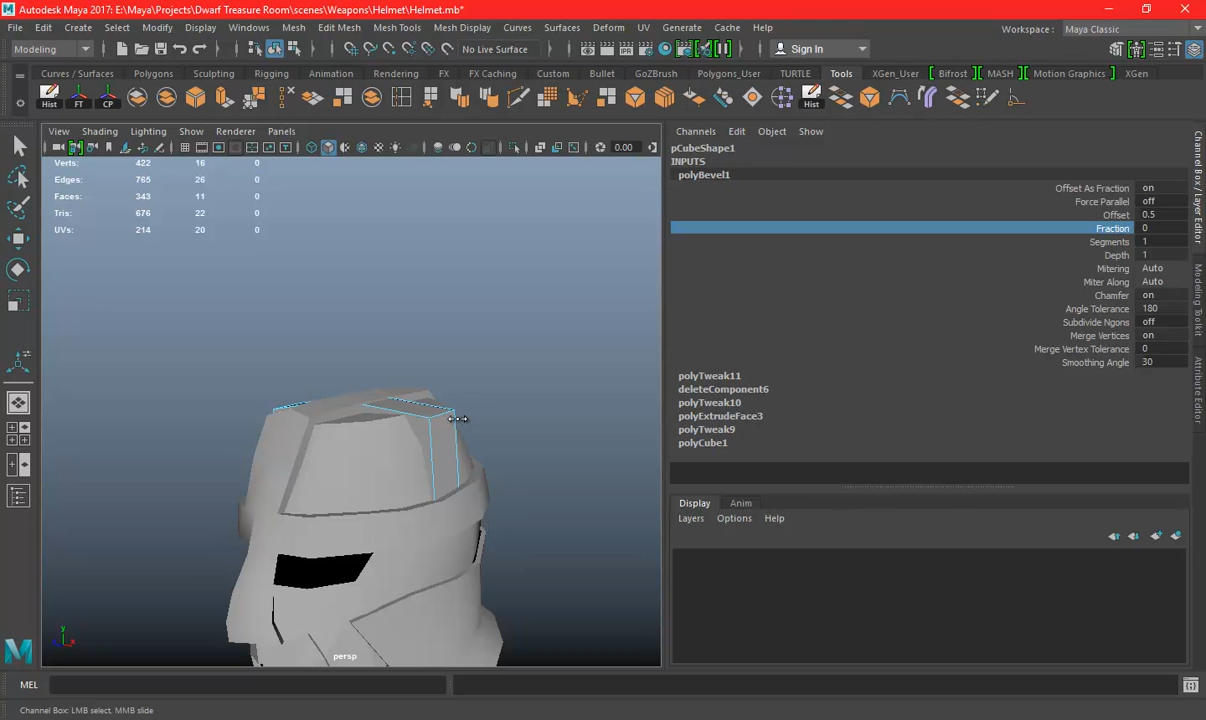 Autodesk Maya 2017: E:\Maya\Projects\Dwarf Treasure Room\scenes\Weapons\Helmet\Helmet.mb*
File Edit Create Select Modify Display Windows Mesh Edit Mesh Mesh Tools Mesh Display Curves Surfaces Deform UV Generate Cache Help Workspace : Maya Classic
Modeling No Live Surface Sign In
Curves / Surfaces Polygons Sculpting Rigging Animation Rendering FX FX Caching Custom Bullet GoZBrush Polygons_User TURTLE Tools XGen_User Bifrost MASH Motion Graphics XGen
Hist FT CP Hist
View Shading Lighting Show Renderer Panels
0.00
Verts: 422 16 0
Edges: 765 26 0
Faces: 343 11 0
Tris: 676 22 0
UVs: 214 20 0
y
x
persp
Channels Edit Object Show
pCubeShape1
INPUTS
polyBevel1
Offset As Fraction on
Force Parallel off
Offset 0.5
Fraction 0
Segments 1
Depth 1
Mitering Auto
Miter Along Auto
Chamfer on
Angle Tolerance 180
Subdivide Ngons off
Merge Vertices on
Merge Vertex Tolerance 0
Smoothing Angle 30
polyTweak11
deleteComponent6
polyTweak10
polyExtrudeFace3
polyTweak9
polyCube1
Display Anim
Layers Options Help
Channel Box / Layer Editor
Modeling Toolkit
Attribute Editor
MEL
Channel Box: LMB select, MMB slide